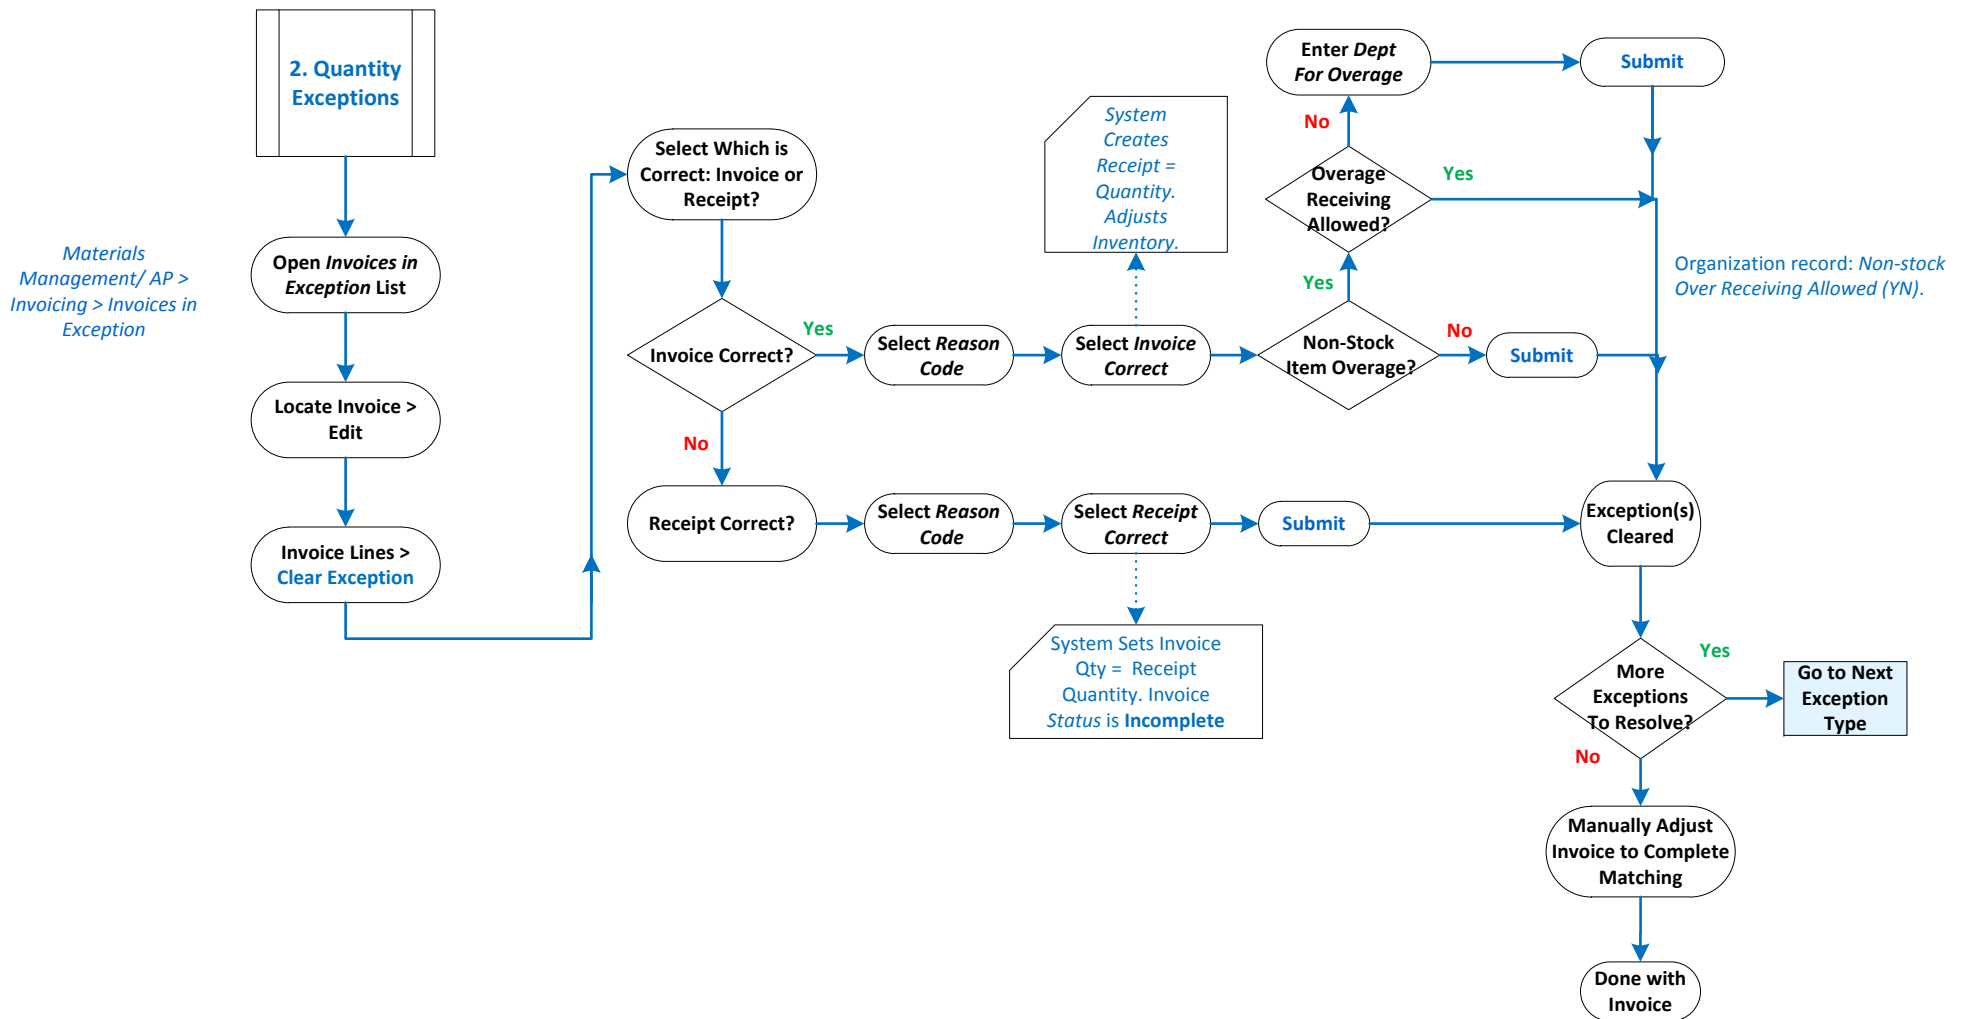 2. Quantity
Exceptions
Materials
Management/ AP >
Invoicing > Invoices in
Exception
Open Invoices in
Exception List
Locate Invoice >
Edit
Invoice Lines >
Clear Exception
Select Which is
Correct: Invoice or
Receipt?
Invoice Correct?
Yes
No
Select Reason
Code
Select Invoice
Correct
System
Creates
Receipt =
Quantity.
Adjusts
Inventory.
Non-Stock
Item Overage?
Yes
No
Submit
Overage
Receiving
Allowed?
No
Yes
Enter Dept
For Overage
Submit
Organization record: Non-stock
Over Receiving Allowed (YN).
Receipt Correct?
Select Reason
Code
Select Receipt
Correct
Submit
System Sets Invoice
Qty = Receipt
Quantity. Invoice
Status is Incomplete
Exception(s)
Cleared
More
Exceptions
To Resolve?
Yes
No
Go to Next
Exception
Type
Manually Adjust
Invoice to Complete
Matching
Done with
Invoice